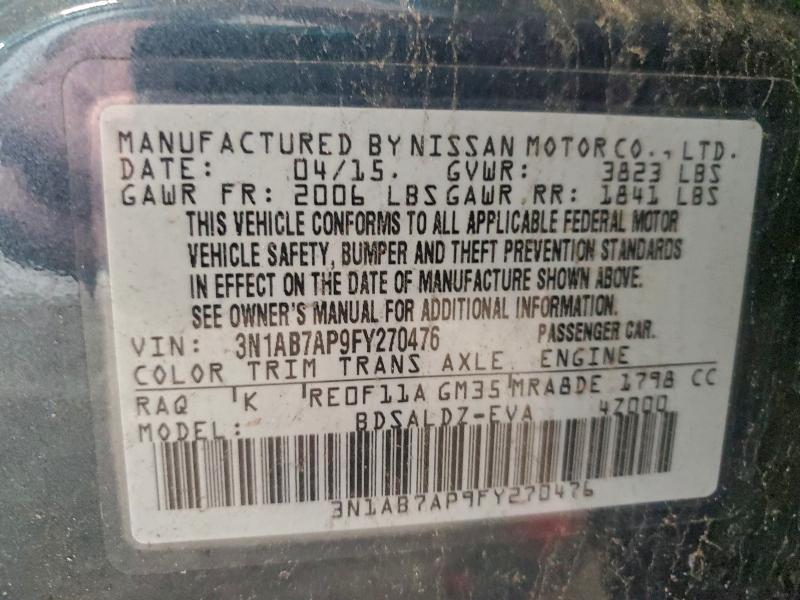 MANUFACTURED BY NISSAN MOTOR CO., LTD.
DATE: 04/15. GVWR: 3823 LBS
GAWR FR: 2006 LBS GAWR RR: 1841 LBS
THIS VEHICLE CONFORMS TO ALL APPLICABLE FEDERAL MOTOR
VEHICLE SAFETY, BUMPER AND THEFT PREVENTION STANDARDS
IN EFFECT ON THE DATE OF MANUFACTURE SHOWN ABOVE.
SEE OWNER'S MANUAL FOR ADDITIONAL INFORMATION.
VIN: 3N1AB7AP9FY270476 PASSENGER CAR.
COLOR TRIM TRANS AXLE ENGINE
RAQ K RE0F11A GM35 MRA8DE 1798 CC
MODEL: BDSALDZ-EVA 4Z000
3N1AB7AP9FY270476